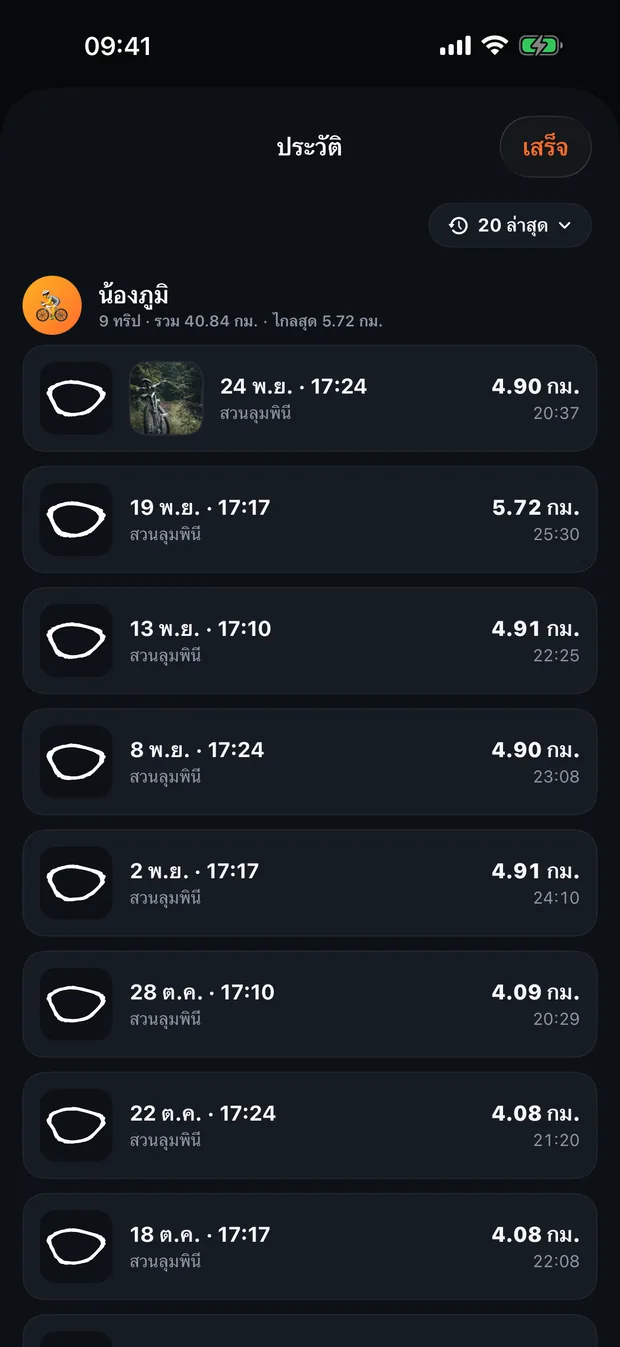 09:41
ประวัติ
เสร็จ
20 ล่าสุด
น้องภูมิ
9 ทริป · รวม 40.84 กม. · ไกลสุด 5.72 กม.
24 พ.ย. · 17:24
4.90 กม.
สวนลุมพินี
20:37
19 พ.ย. · 17:17
5.72 กม.
สวนลุมพินี
25:30
13 พ.ย. · 17:10
4.91 กม.
สวนลุมพินี
22:25
8 พ.ย. · 17:24
4.90 กม.
สวนลุมพินี
23:08
2 พ.ย. · 17:17
4.91 กม.
สวนลุมพินี
24:10
28 ต.ค. · 17:10
4.09 กม.
สวนลุมพินี
20:29
22 ต.ค. · 17:24
4.08 กม.
สวนลุมพินี
21:20
18 ต.ค. · 17:17
4.08 กม.
สวนลุมพินี
22:08